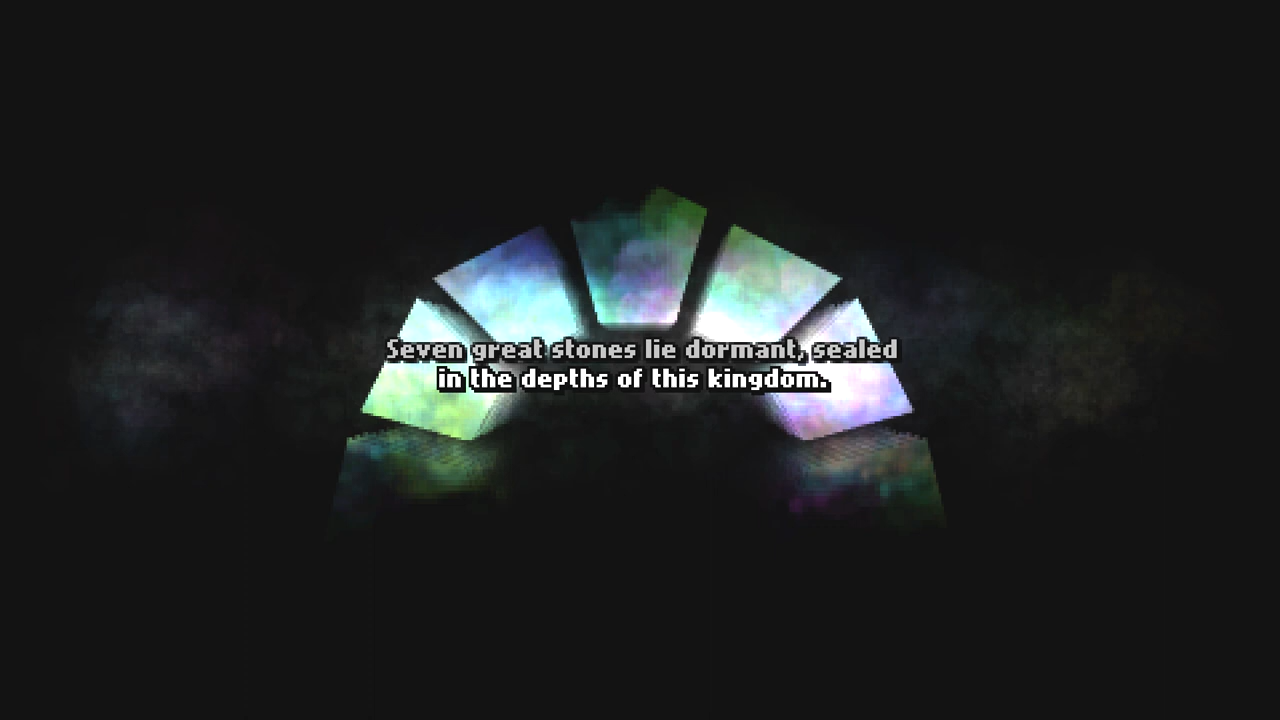 Seven great stones lie dormant, sealed
in the depths of this kingdom.